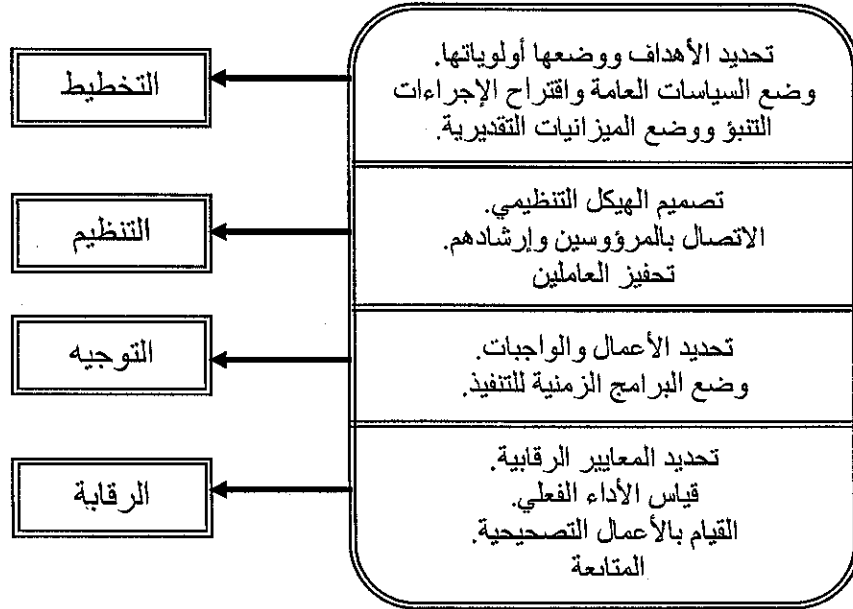 تحديد الأهداف ووضعها أولوياتها.
وضع السياسات العامة واقتراح الإجراءات
التنبؤ ووضع الميزانيات التقديرية.
التخطيط
تصميم الهيكل التنظيمي.
الاتصال بالمرؤوسين وإرشادهم.
تحفيز العاملين
التنظيم
تحديد الأعمال والواجبات.
وضع البرامج الزمنية للتنفيذ.
التوجيه
تحديد المعايير الرقابية.
قياس الأداء الفعلي.
القيام بالأعمال التصحيحية.
المتابعة
الرقابة